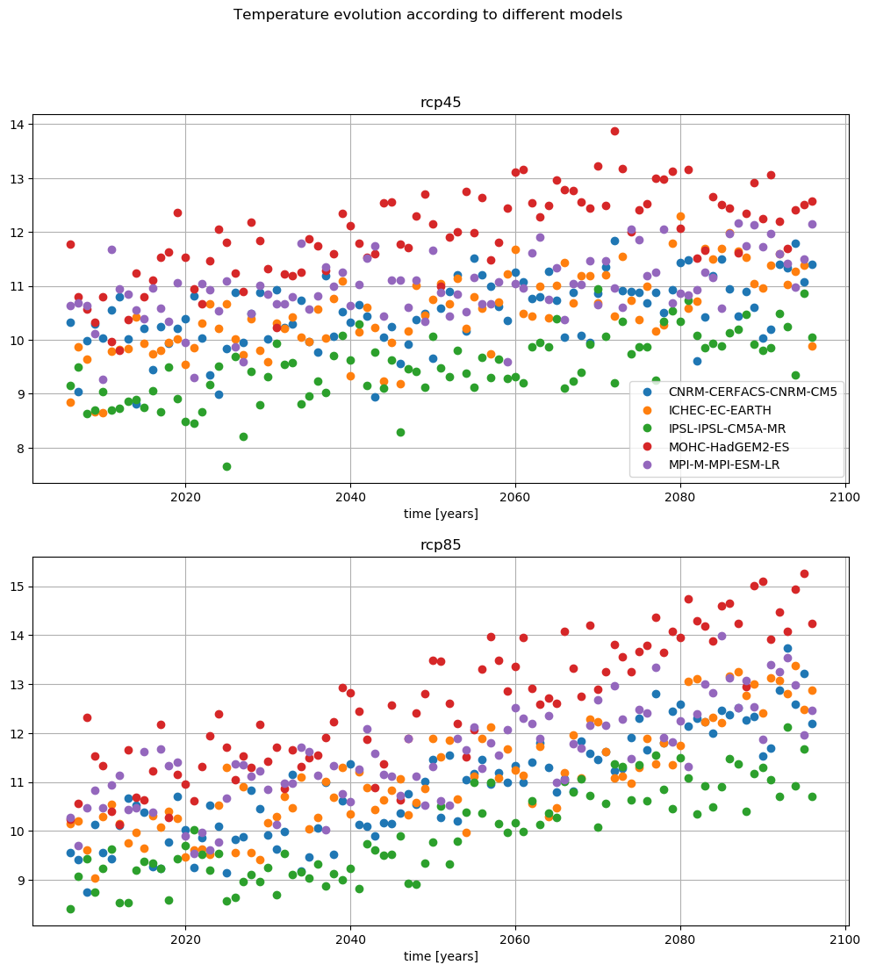 Temperature evolution according to different models
rcp45
14
13
12
11
10
9
8
CNRM-CERFACS-CNRM-CM5
ICHEC-EC-EARTH
IPSL-IPSL-CM5A-MR
MOHC-HadGEM2-ES
MPI-M-MPI-ESM-LR
2020 2040 2060 2080 2100
time [years]
rcp85
15
14
13
12
11
10
9
2020 2040 2060 2080 2100
time [years]